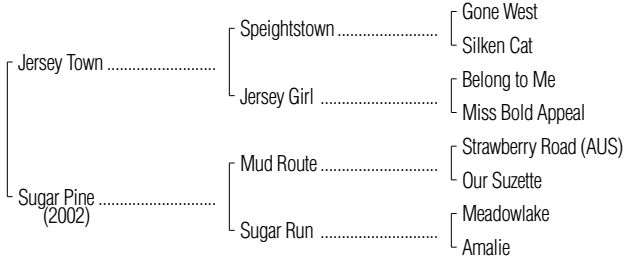 Gone West
Speightstown
Silken Cat
Jersey Town
Belong to Me
Jersey Girl
Miss Bold Appeal
Strawberry Road (AUS)
Mud Route
Our Suzette
Sugar Pine
(2002)
Meadowlake
Sugar Run
Amalie